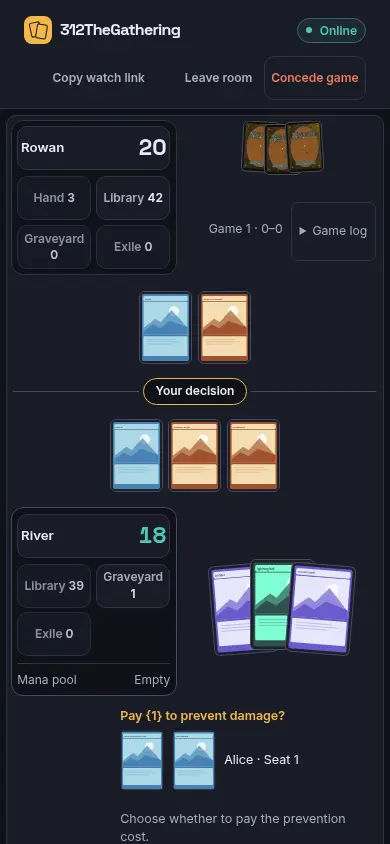 312TheGathering
Online
Copy watch link
Leave room
Concede game
Rowan
20
Hand 3
Library 42
Graveyard
0
Exile 0
Game 1 · 0–0
▶ Game log
Your decision
River
18
Library 39
Graveyard
1
Exile 0
Mana pool
Empty
Pay {1} to prevent damage?
Alice · Seat 1
Choose whether to pay the prevention
cost.